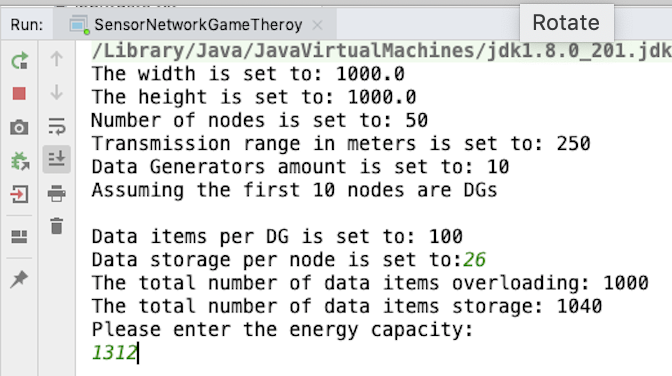 Run: SensorNetworkGameTheroy
Rotate
/Library/Java/JavaVirtualMachines/jdk1.8.0_201.jdk
The width is set to: 1000.0
The height is set to: 1000.0
Number of nodes is set to: 50
Transmission range in meters is set to: 250
Data Generators amount is set to: 10
Assuming the first 10 nodes are DGs
Data items per DG is set to: 100
Data storage per node is set to:26
The total number of data items overloading: 1000
The total number of data items storage: 1040
Please enter the energy capacity:
1312